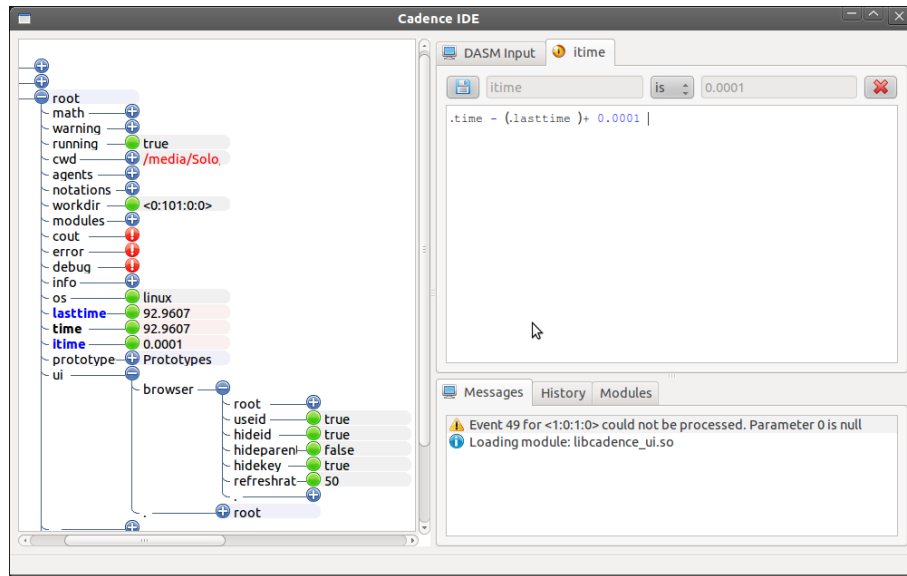 Cadence IDE
root
math
warning
running true
cwd /media/Solo,
agents
notations
workdir <0:101:0:0>
modules
cout
error
debug
info
os linux
lasttime 92.9607
time 92.9607
itime 0.0001
prototype Prototypes
ui
browser
root
useid true
hideid true
hideparen false
hidekey true
refreshrat 50
.
. root
DASM Input itime
itime is 0.0001
.time - (.lasttime )+ 0.0001
Messages History Modules
Event 49 for <1:0:1:0> could not be processed. Parameter 0 is null
Loading module: libcadence_ui.so